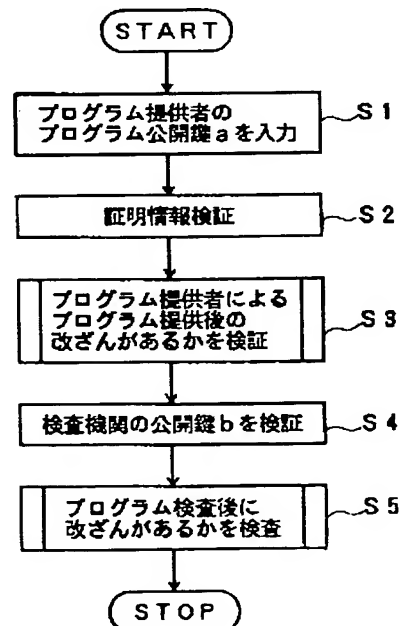 START
プログラム提供者の
プログラム公開鍵aを入力
S1
証明情報検証
S2
プログラム提供者による
プログラム提供後の
改ざんがあるかを検証
S3
検査機関の公開鍵bを検証
S4
プログラム検査後に
改ざんがあるかを検査
S5
STOP